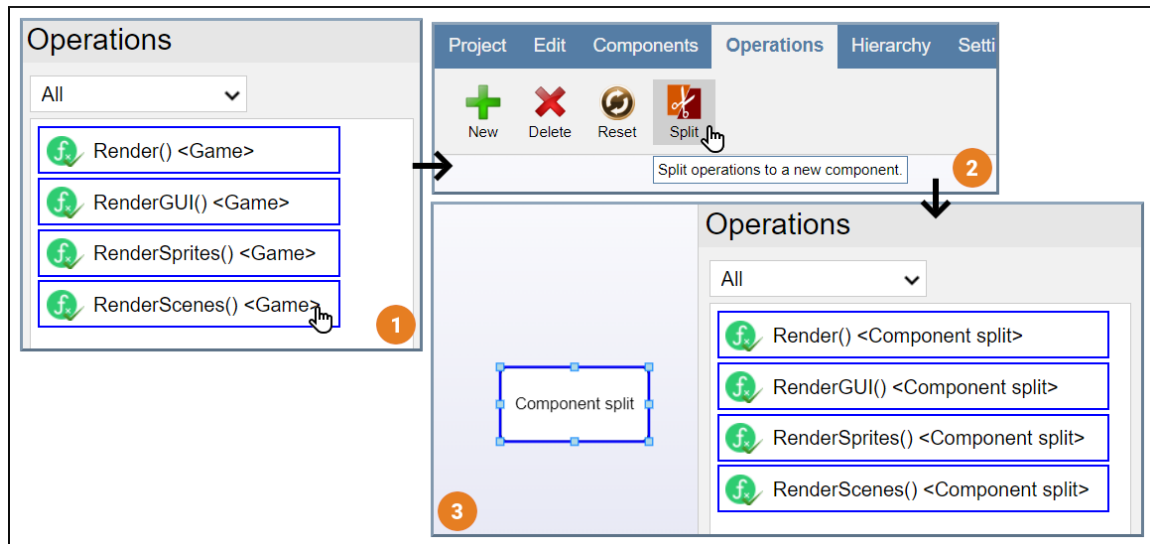 Operations
All
Render() <Game>
RenderGUI() <Game>
RenderSprites() <Game>
RenderScenes() <Game>
1
Project Edit Components Operations Hierarchy Setti
New Delete Reset Split
Split operations to a new component.
2
Component split
3
Operations
All
Render() <Component split>
RenderGUI() <Component split>
RenderSprites() <Component split>
RenderScenes() <Component split>